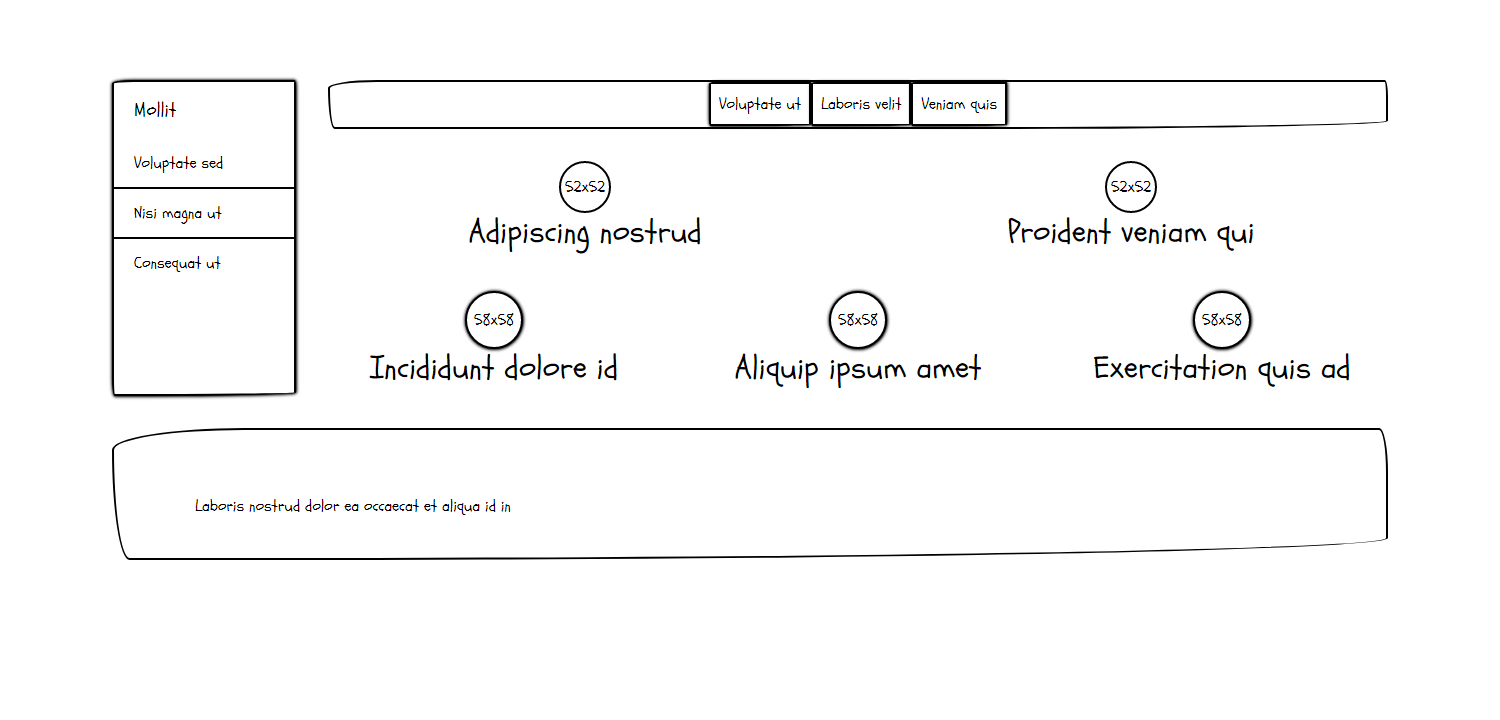 Mollit
Voluptate sed
Nisi magna ut
Consequat ut
Voluptate ut
Laboris velit
Veniam quis
52x52
Adipiscing nostrud
52x52
Proident veniam qui
58x58
Incididunt dolore id
58x58
Aliquip ipsum amet
58x58
Exercitation quis ad
Laboris nostrud dolor ea occaecat et aliqua id in